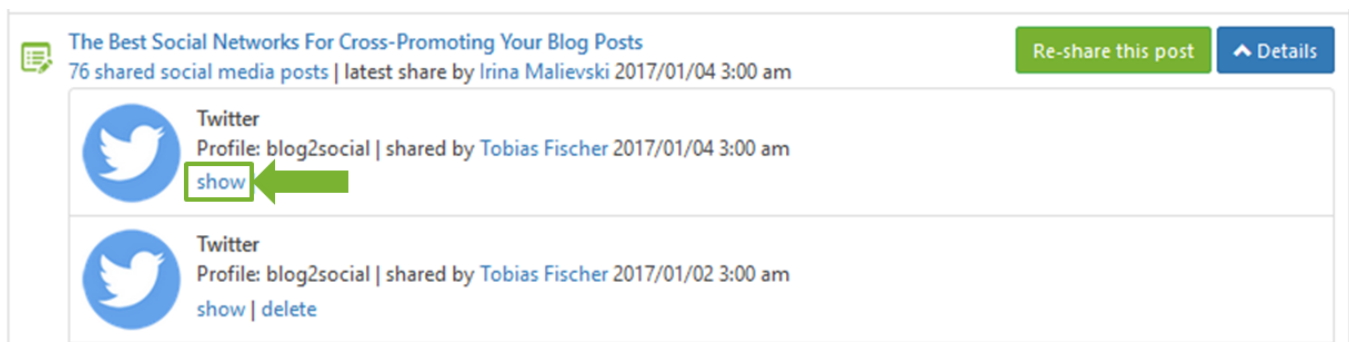 The Best Social Networks For Cross-Promoting Your Blog Posts
76 shared social media posts | latest share by Irina Malievski 2017/01/04 3:00 am
Re-share this post
Details
Twitter
Profile: blog2social | shared by Tobias Fischer 2017/01/04 3:00 am
show
Twitter
Profile: blog2social | shared by Tobias Fischer 2017/01/02 3:00 am
show | delete